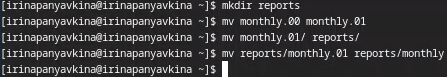 [irinapanyavkina@irinapanyavkina ~]$ mkdir reports
[irinapanyavkina@irinapanyavkina ~]$ mv monthly.00 monthly.01
[irinapanyavkina@irinapanyavkina ~]$ mv monthly.01/ reports/
[irinapanyavkina@irinapanyavkina ~]$ mv reports/monthly.01 reports/monthly
[irinapanyavkina@irinapanyavkina ~]$